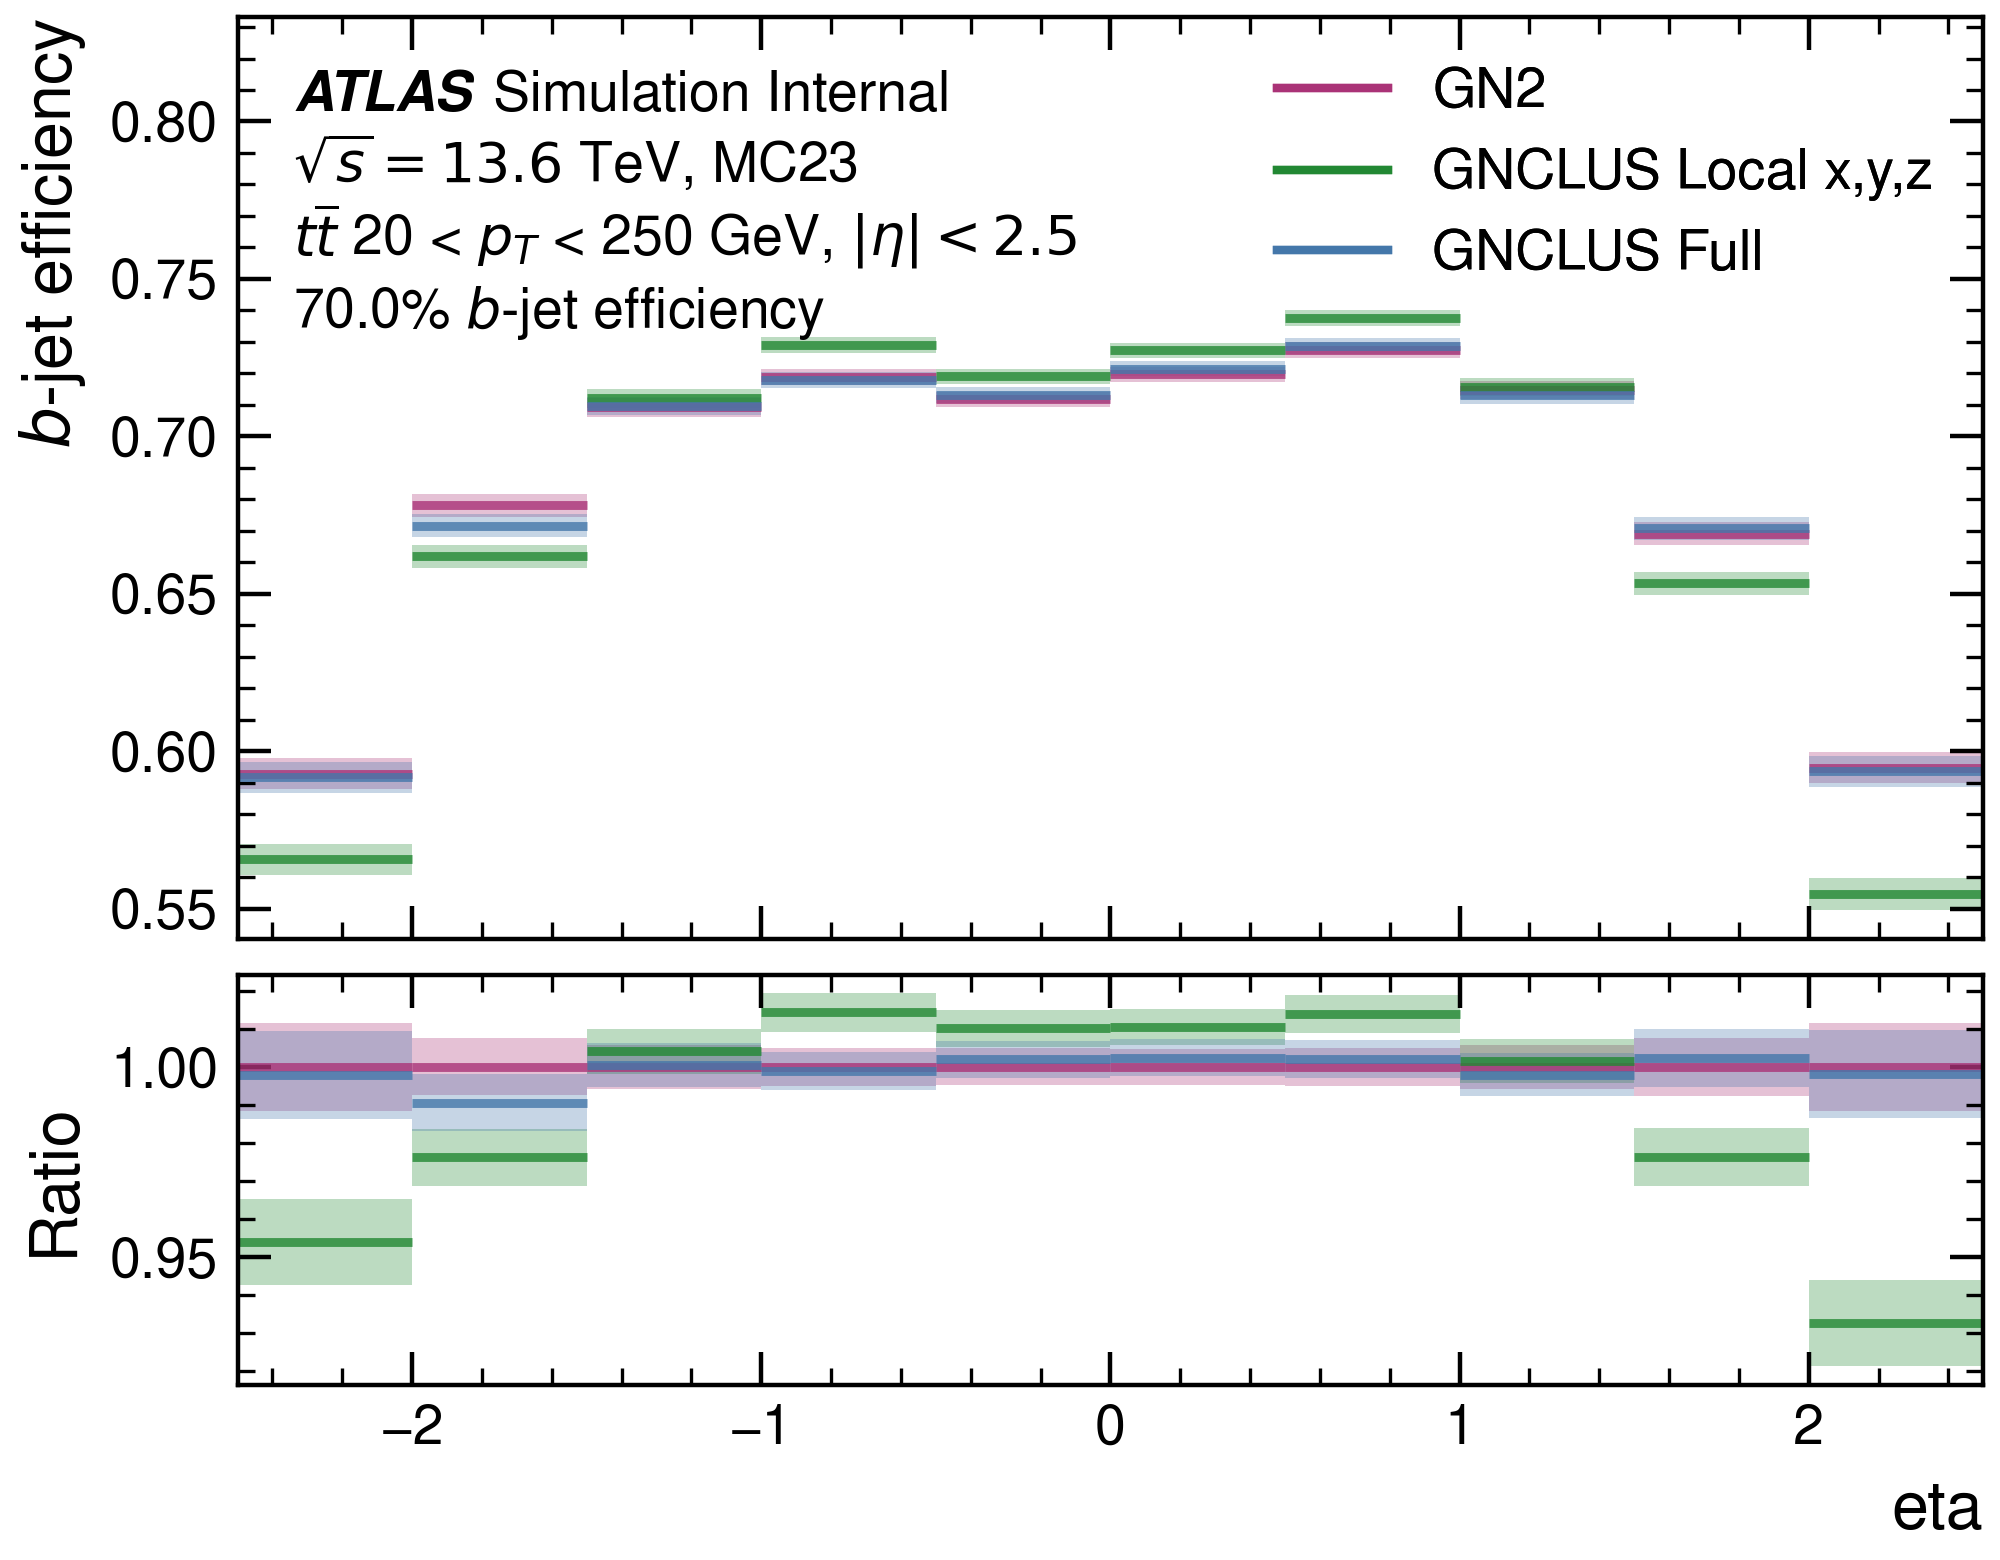 b-jet efficiency
ATLAS Simulation Internal
√s = 13.6 TeV, MC23
tt̅ 20 < p_T < 250 GeV, |η| < 2.5
70.0% b-jet efficiency
GN2
GNCLUS Local x,y,z
GNCLUS Full
0.80
0.75
0.70
0.65
0.60
0.55
Ratio
1.00
0.95
−2
−1
0
1
2
eta